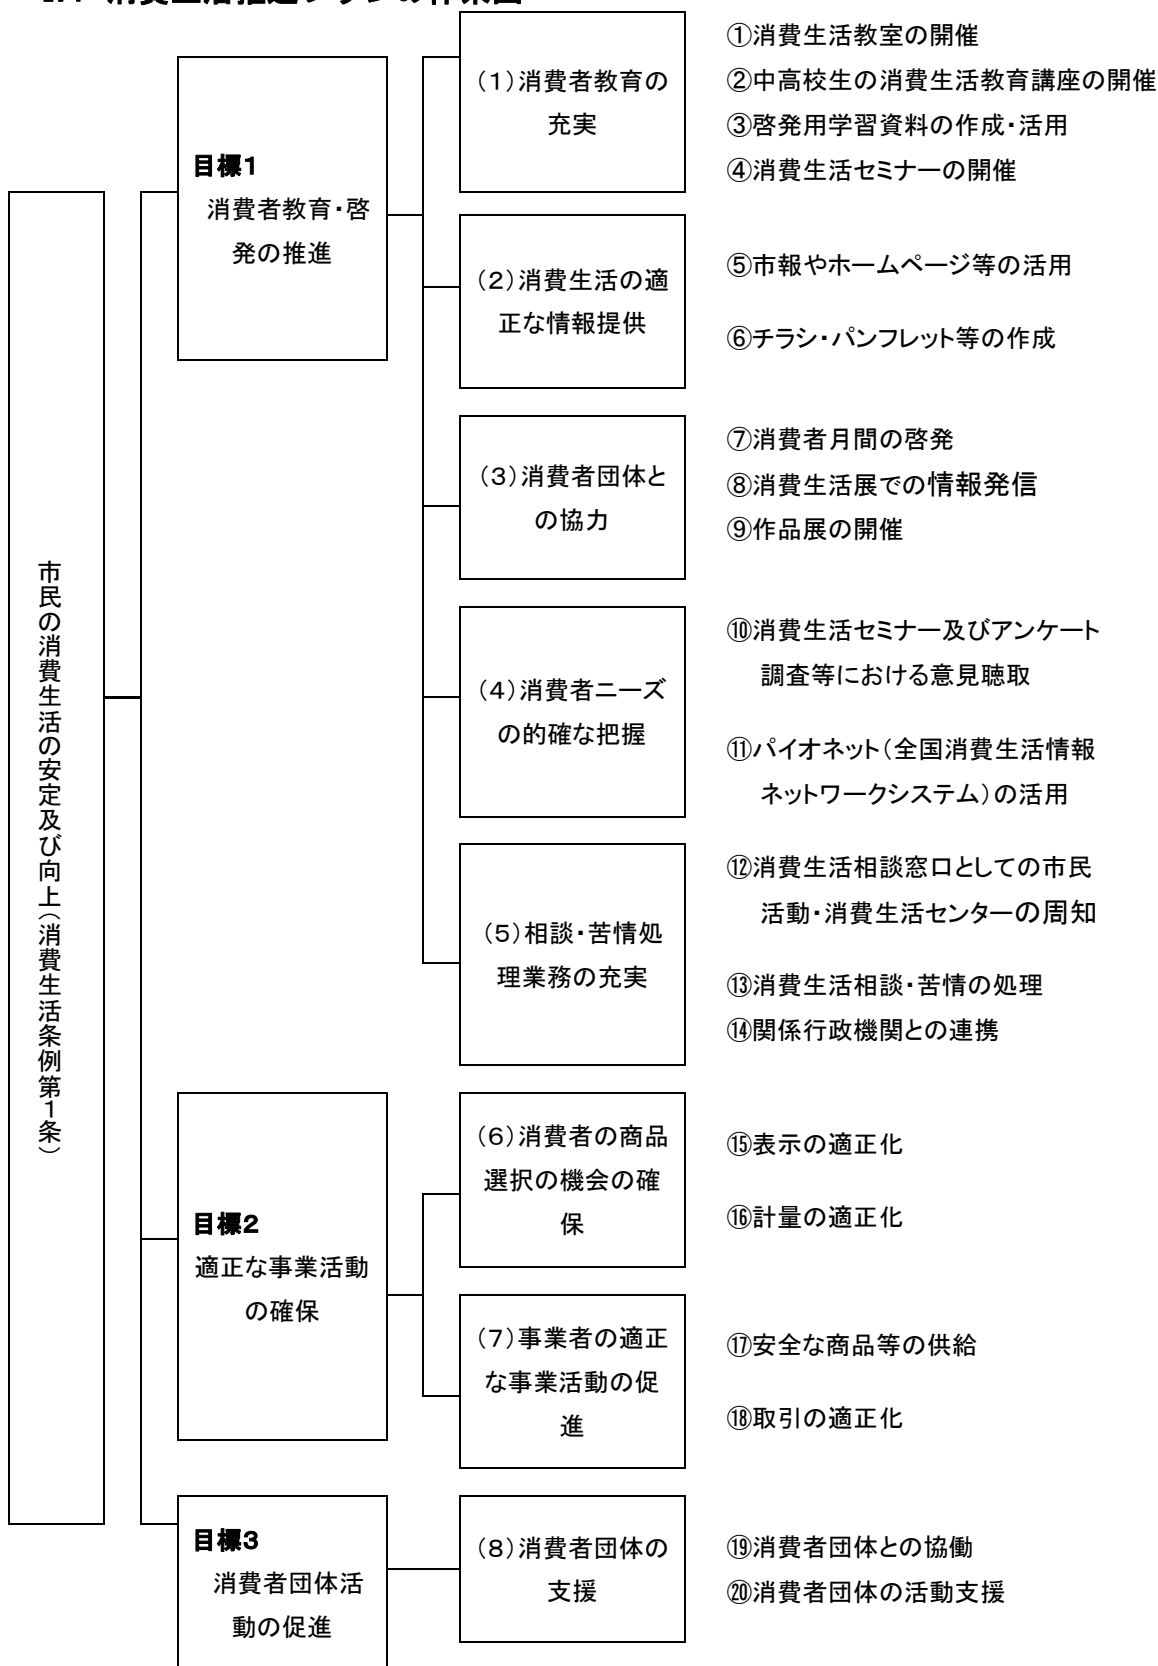 消費生活推進プランの体系図
①消費生活教室の開催
(1)消費者教育の
充実
②中高校生の消費生活教育講座の開催
③啓発用学習資料の作成・活用
④消費生活セミナーの開催
目標1
消費者教育・啓
発の推進
(2)消費生活の適
正な情報提供
⑤市報やホームページ等の活用
⑥チラシ・パンフレット等の作成
(3)消費者団体と
の協力
⑦消費者月間の啓発
⑧消費生活展での情報発信
⑨作品展の開催
市民の消費生活の安定及び向上(消費生活条例第1条)
(4)消費者ニーズ
の的確な把握
⑩消費生活セミナー及びアンケート
調査等における意見聴取
⑪パイオネット(全国消費生活情報
ネットワークシステム)の活用
(5)相談・苦情処
理業務の充実
⑫消費生活相談窓口としての市民
活動・消費生活センターの周知
⑬消費生活相談・苦情の処理
⑭関係行政機関との連携
目標2
適正な事業活動
の確保
(6)消費者の商品
選択の機会の確
保
⑮表示の適正化
⑯計量の適正化
(7)事業者の適正
な事業活動の促
進
⑰安全な商品等の供給
⑱取引の適正化
目標3
消費者団体活
動の促進
(8)消費者団体の
支援
⑲消費者団体との協働
⑳消費者団体の活動支援